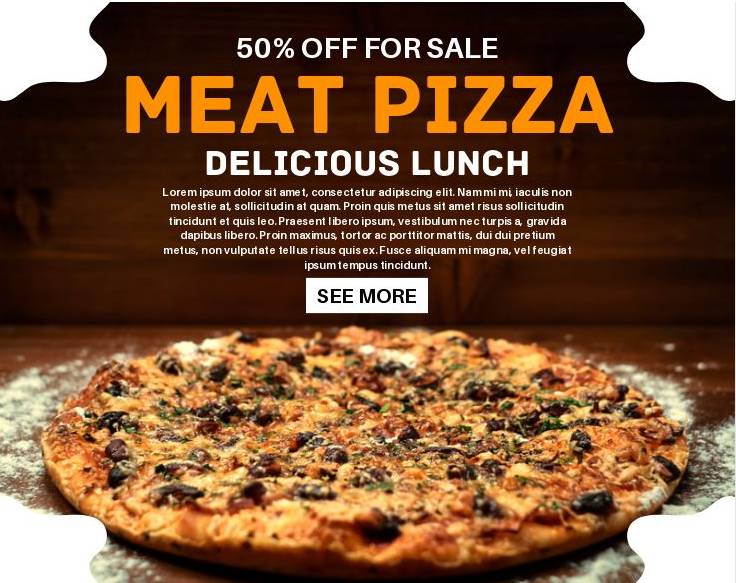 50% OFF FOR SALE
MEAT PIZZA
DELICIOUS LUNCH
Lorem ipsum dolor sit amet, consectetur adipiscing elit. Nam mi mi, iaculis non
molestie at, sollicitudin at quam. Proin quis metus sit amet risus sollicitudin
tincidunt et quis leo. Praesent libero ipsum, vestibulum nec turpis a, gravida
dapibus libero. Proin maximus, tortor ac porttitor mattis, dui dui pretium
metus, non vulputate tellus risus quis ex. Fusce aliquam mi magna, vel feugiat
ipsum tempus tincidunt.
SEE MORE